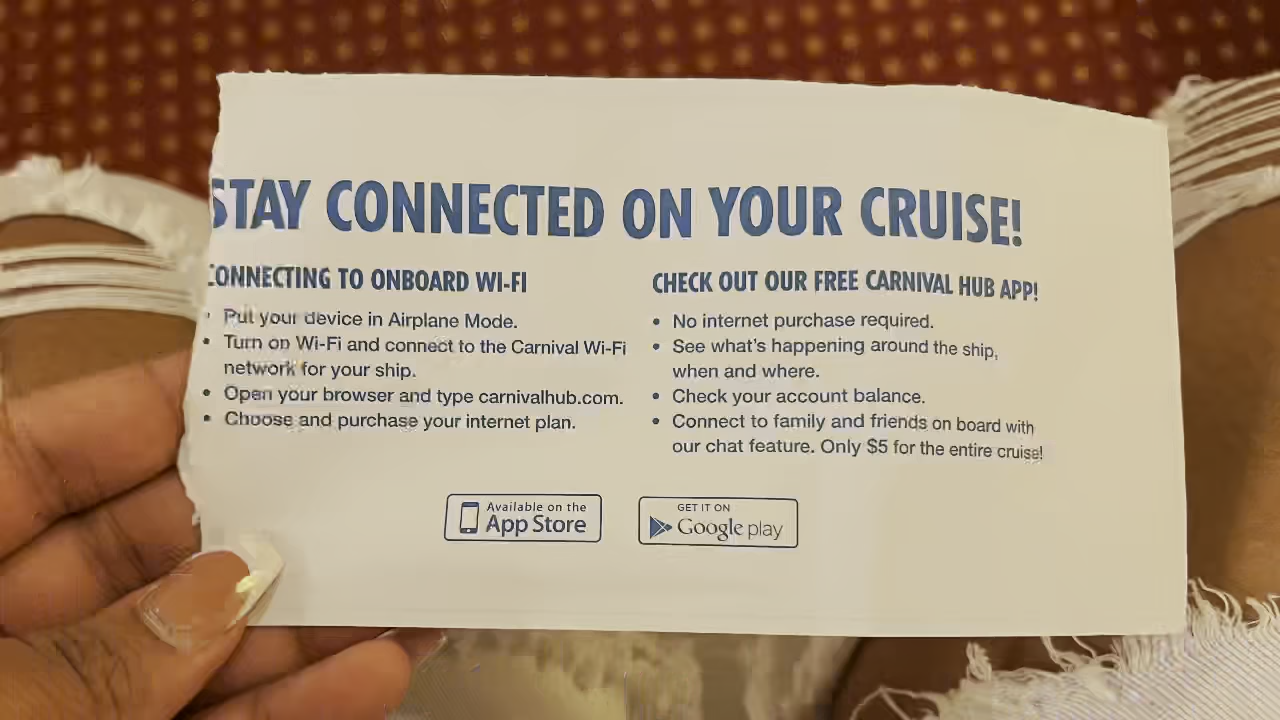 STAY CONNECTED ON YOUR CRUISE!
CONNECTING TO ONBOARD WI-FI
• Put your device in Airplane Mode.
• Turn on Wi-Fi and connect to the Carnival Wi-Fi
network for your ship.
• Open your browser and type carnivalhub.com.
• Choose and purchase your internet plan.
CHECK OUT OUR FREE CARNIVAL HUB APP!
• No internet purchase required.
• See what's happening around the ship,
when and where.
• Check your account balance.
• Connect to family and friends on board with
our chat feature. Only $5 for the entire cruise!
Available on the
App Store
GET IT ON
Google play